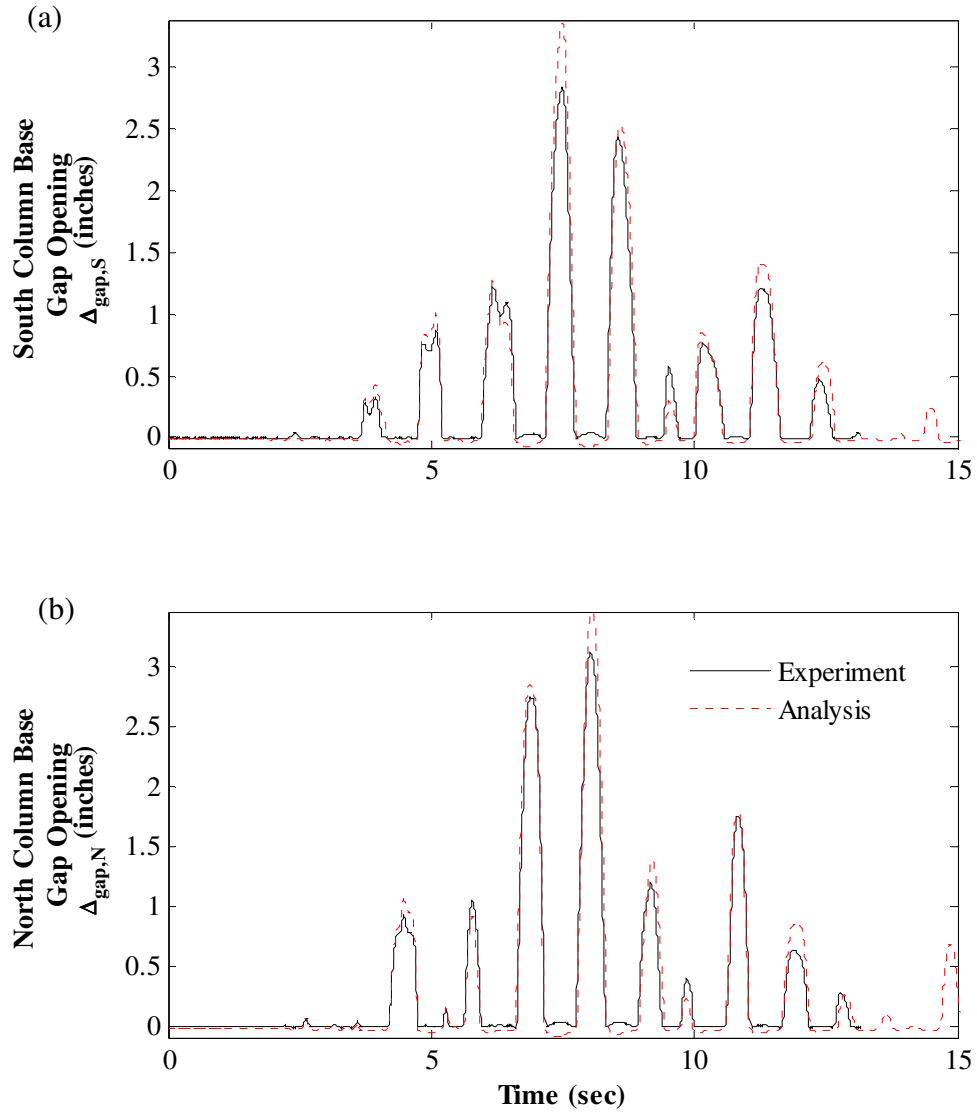 (a)
South Column Base
Gap Opening
Δgap,S (inches)
3
2.5
2
1.5
1
0.5
0
0
5
10
15
(b)
North Column Base
Gap Opening
Δgap,N (inches)
3
2.5
2
1.5
1
0.5
0
Experiment
Analysis
0
5
10
15
Time (sec)